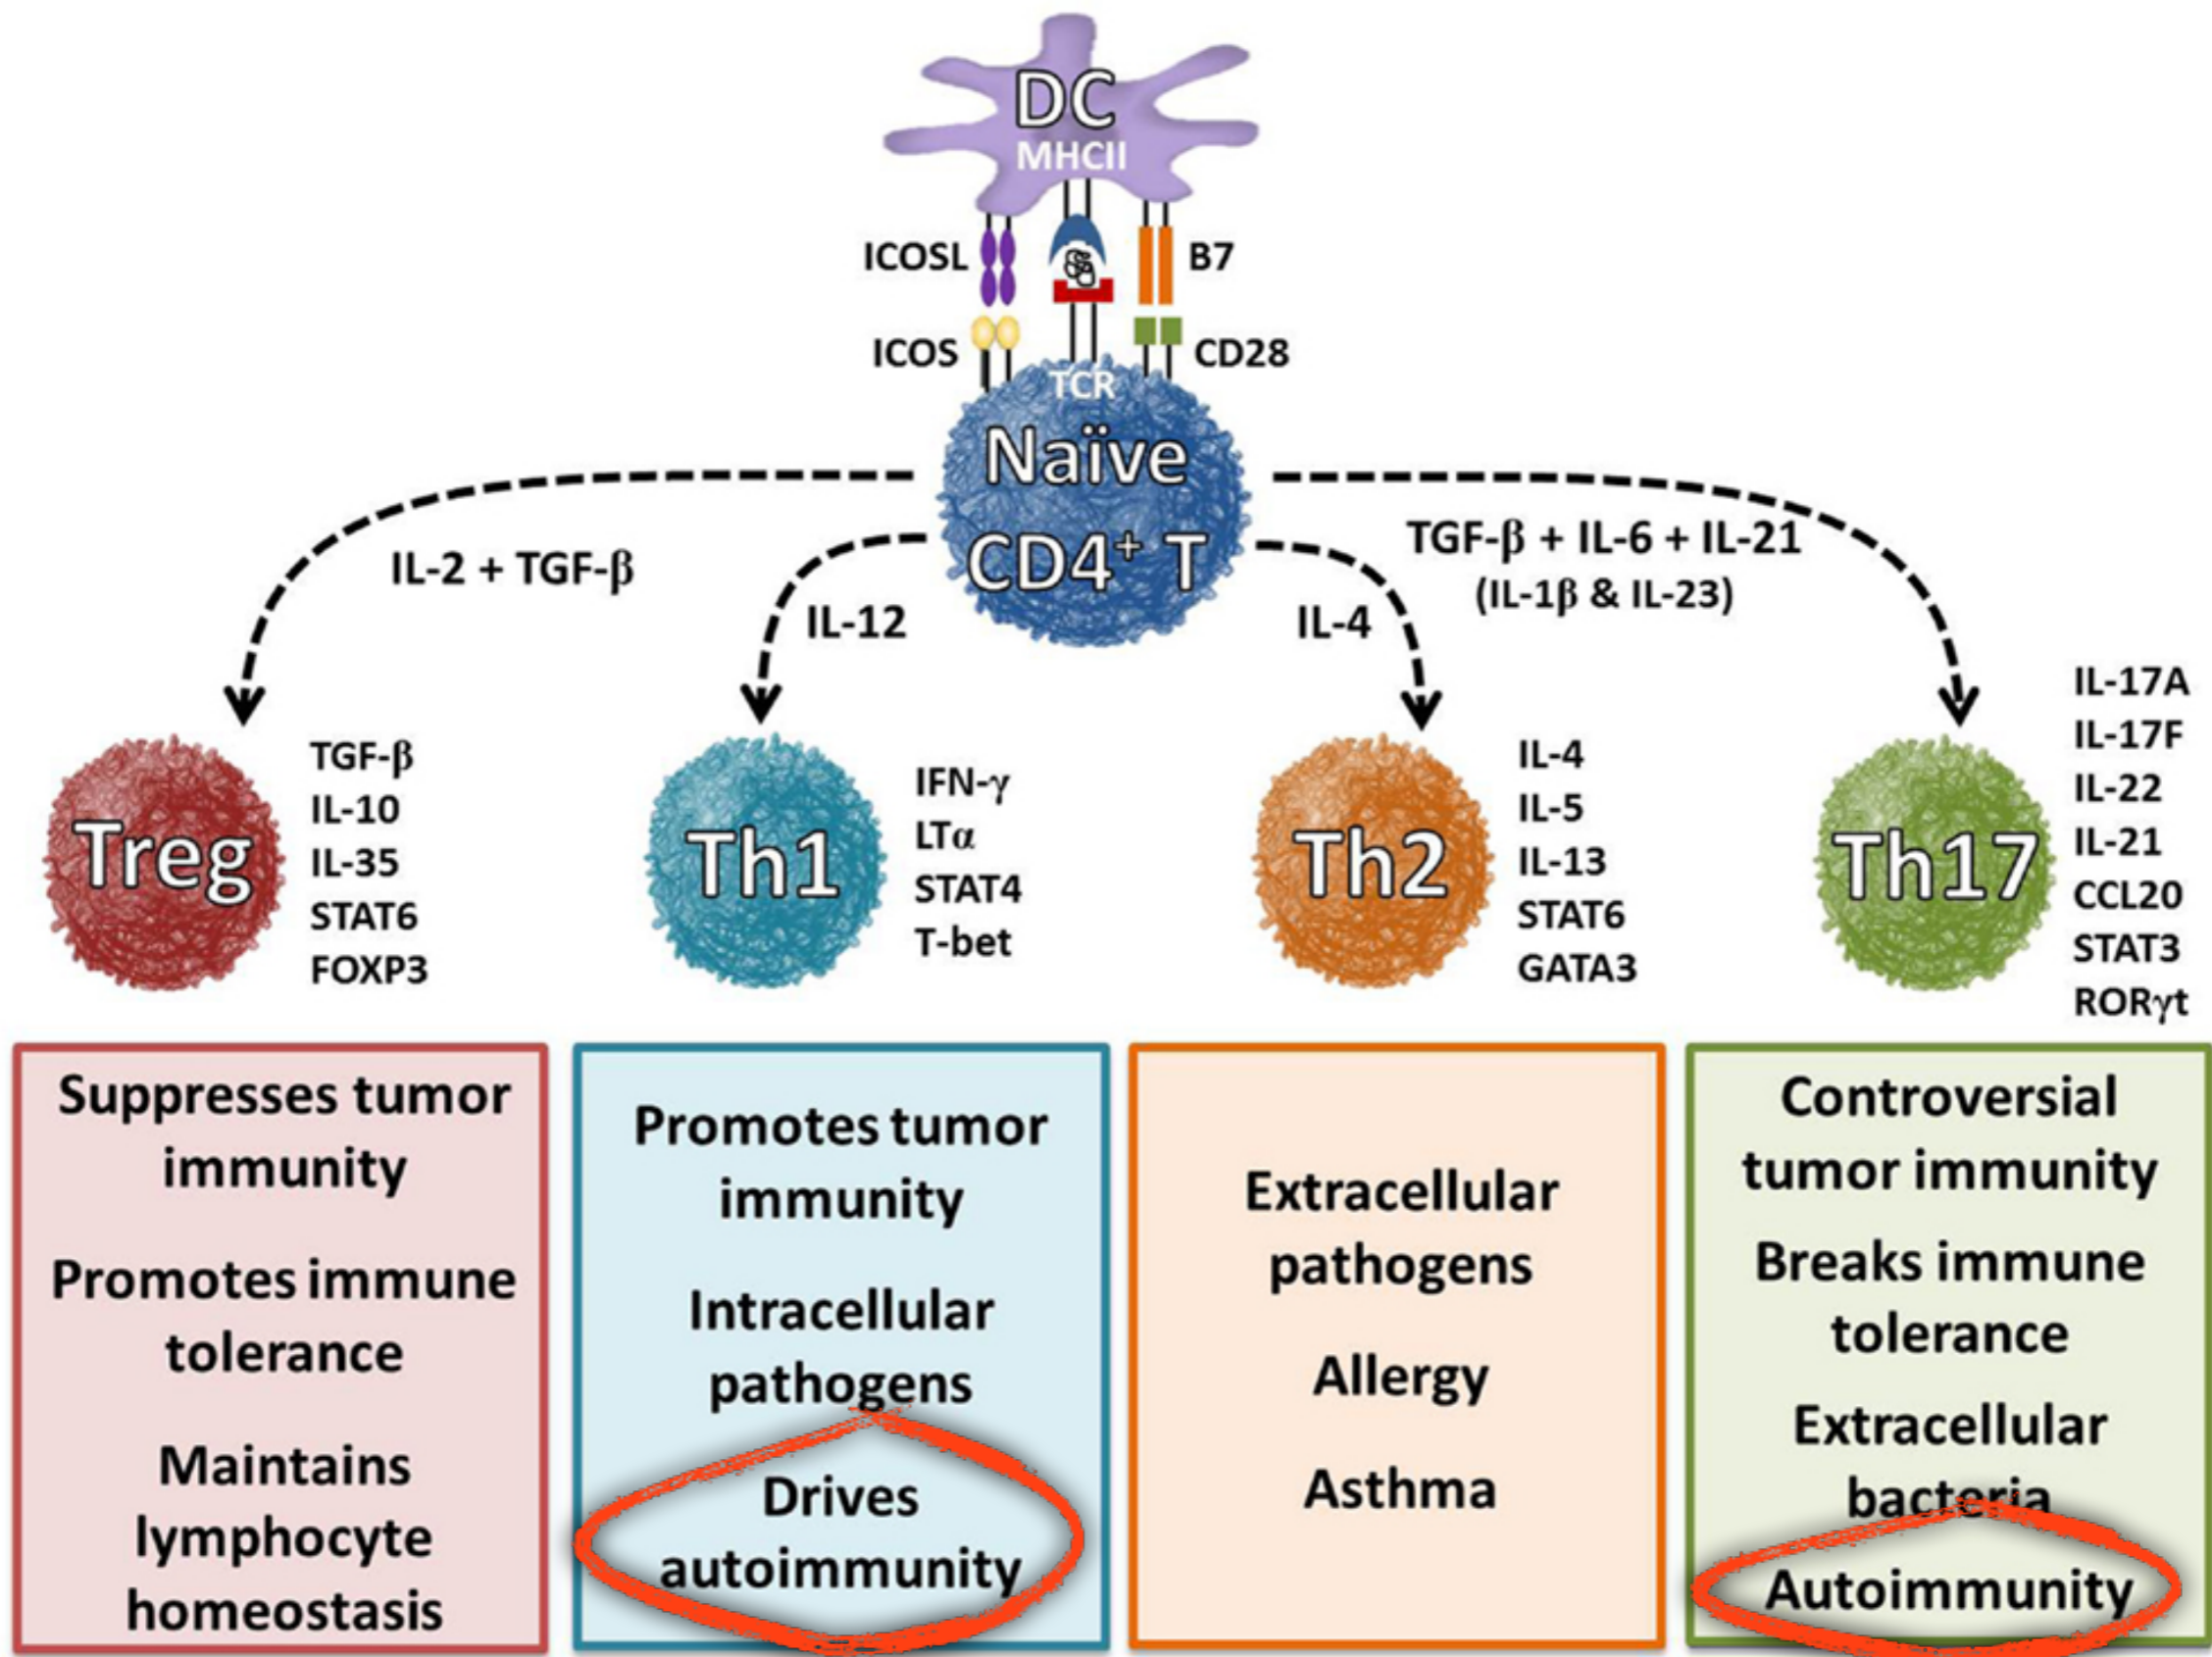 DC
MHCII
ICOSL
B7
ICOS
CD28
TCR
Naïve
CD4⁺ T
IL-2 + TGF-β
IL-12
IL-4
TGF-β + IL-6 + IL-21
(IL-1β & IL-23)
Treg
TGF-β
IL-10
IL-35
STAT6
FOXP3
Th1
IFN-γ
LTα
STAT4
T-bet
Th2
IL-4
IL-5
IL-13
STAT6
GATA3
Th17
IL-17A
IL-17F
IL-22
IL-21
CCL20
STAT3
RORγt
Suppresses tumor
immunity
Promotes immune
tolerance
Maintains
lymphocyte
homeostasis
Promotes tumor
immunity
Intracellular
pathogens
Drives
autoimmunity
Extracellular
pathogens
Allergy
Asthma
Controversial
tumor immunity
Breaks immune
tolerance
Extracellular
bacteria
Autoimmunity